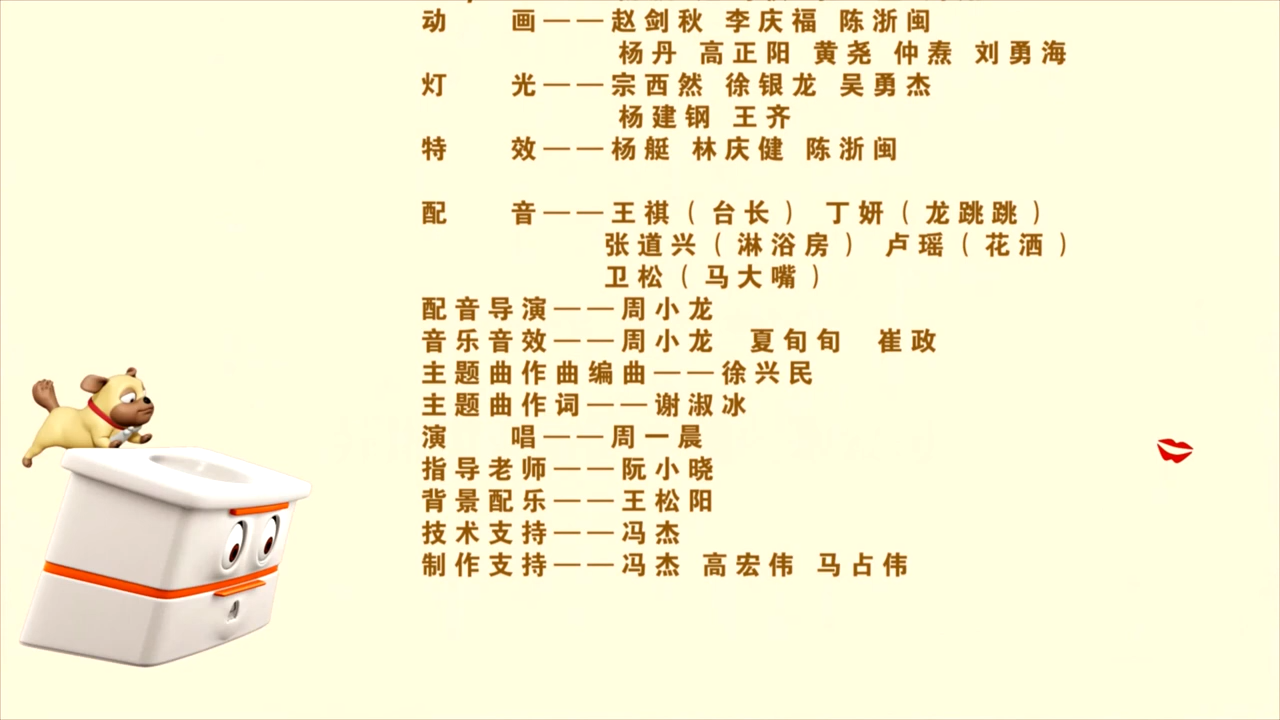 动 画——赵剑秋 李庆福 陈浙闽
杨丹 高正阳 黄尧 仲焘 刘勇海
灯 光——宗西然 徐银龙 吴勇杰
杨建钢 王齐
特 效——杨艇 林庆健 陈浙闽
配 音——王祺（台长） 丁妍（龙跳跳）
张道兴（淋浴房） 卢瑶（花洒）
卫松（马大嘴）
配音导演——周小龙
音乐音效——周小龙 夏旬旬 崔政
主题曲作曲编曲——徐兴民
主题曲作词——谢淑冰
演 唱——周一晨
指导老师——阮小晓
背景配乐——王松阳
技术支持——冯杰
制作支持——冯杰 高宏伟 马占伟